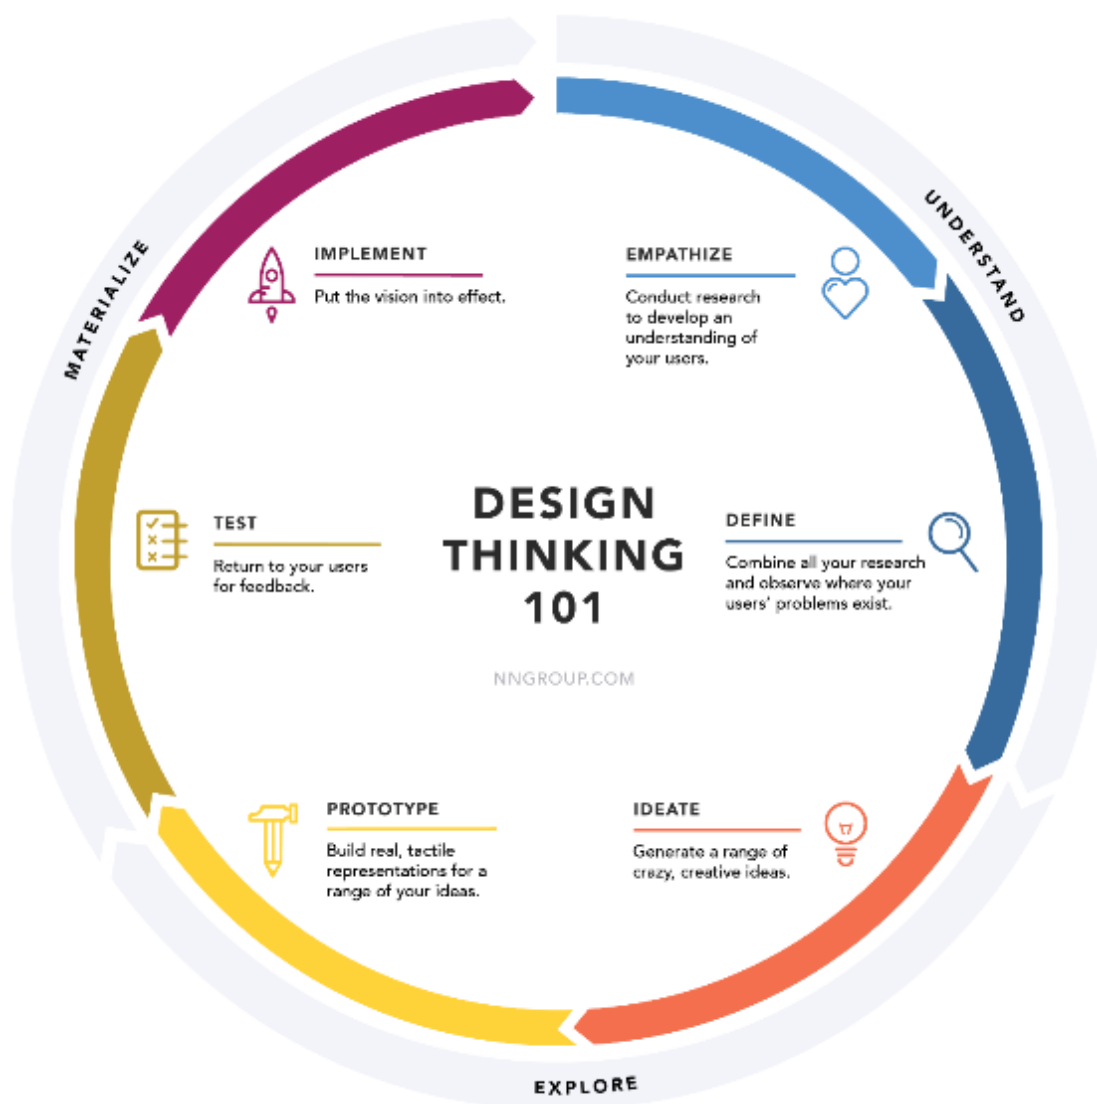 DESIGN
THINKING
101
NNGROUP.COM
UNDERSTAND
EMPATHIZE
Conduct research
to develop an
understanding of
your users.
DEFINE
Combine all your research
and observe where your
users' problems exist.
EXPLORE
IDEATE
Generate a range of
crazy, creative ideas.
PROTOTYPE
Build real, tactile
representations for a
range of your ideas.
MATERIALIZE
TEST
Return to your users
for feedback.
IMPLEMENT
Put the vision into effect.